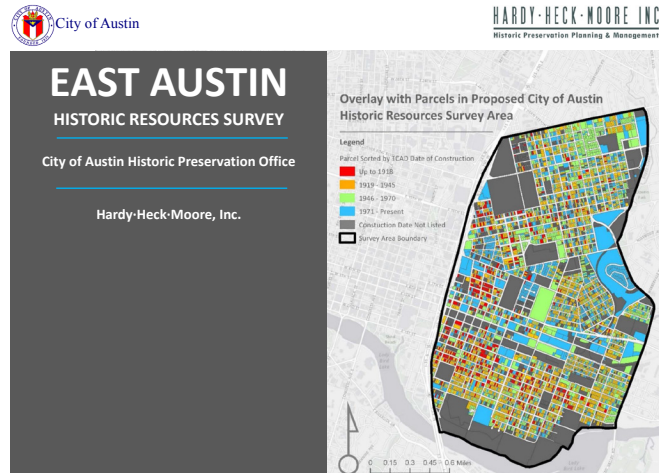 City of Austin
HARDY·HECK·MOORE INC
Historic Preservation Planning & Management
EAST AUSTIN
HISTORIC RESOURCES SURVEY
City of Austin Historic Preservation Office
Hardy·Heck·Moore, Inc.
Overlay with Parcels in Proposed City of Austin
Historic Resources Survey Area
Legend
Parcel Sorted by TCAD Date of Construction
Up to 1918
1919 - 1945
1946 - 1970
1971 - Present
Constuction Date Not Listed
Survey Area Boundary
0 0.15 0.3 0.45 0.6 Miles